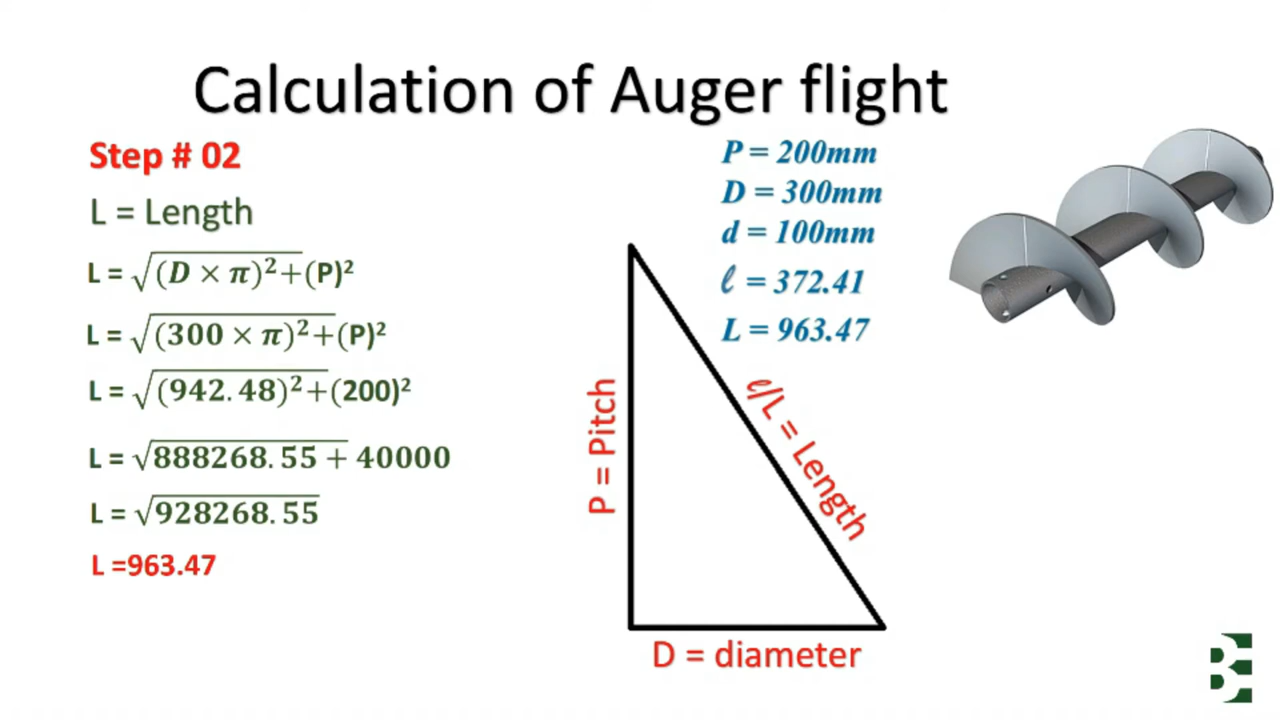 Calculation of Auger flight
Step # 02
L = Length
L = √(D × π)²+(P)²
L = √(300 × π)²+(P)²
L = √(942.48)²+(200)²
L = √888268.55 + 40000
L = √928268.55
L =963.47
P = 200mm
D = 300mm
d = 100mm
ℓ = 372.41
L = 963.47
P = Pitch
ℓ/L = Length
D = diameter